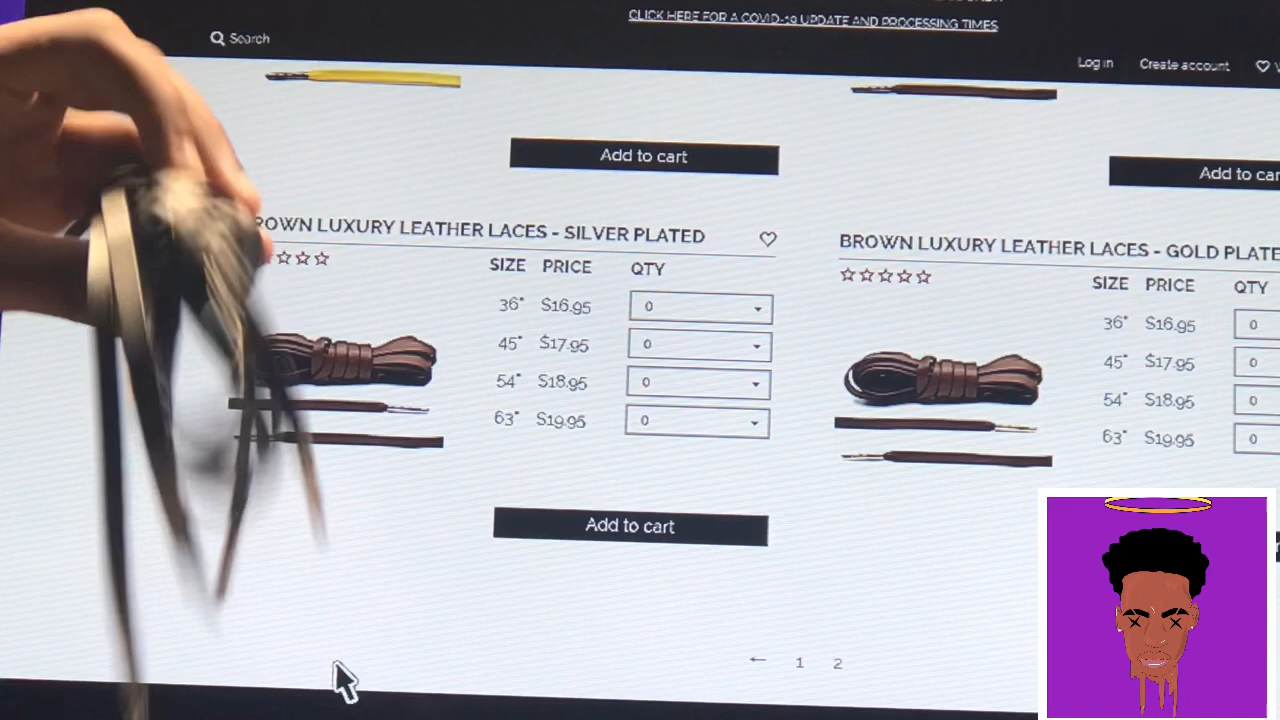 CLICK HERE FOR A COVID-19 UPDATE AND PROCESSING TIMES
Search
Log in
Create account
Add to cart
Add to
ROWN LUXURY LEATHER LACES - SILVER PLATED
SIZE PRICE QTY
36" $16.95 0
45" $17.95 0
54" $18.95 0
63" $19.95 0
Add to cart
BROWN LUXURY LEATHER LACES - GOLD PLATE
SIZE PRICE QTY
36" $16.95 0
45" $17.95 0
54" $18.95 0
63" $19.95 0
← 1 2